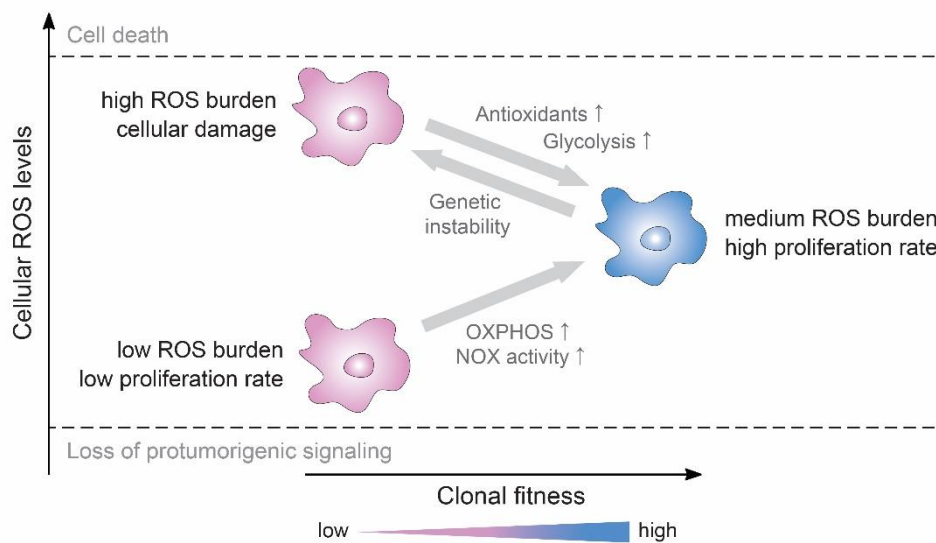 Cell death
high ROS burden
cellular damage
Antioxidants ↑
Glycolysis ↑
Genetic
instability
medium ROS burden
high proliferation rate
OXPHOS ↑
NOX activity ↑
low ROS burden
low proliferation rate
Loss of protumorigenic signaling
Cellular ROS levels
Clonal fitness
low
high